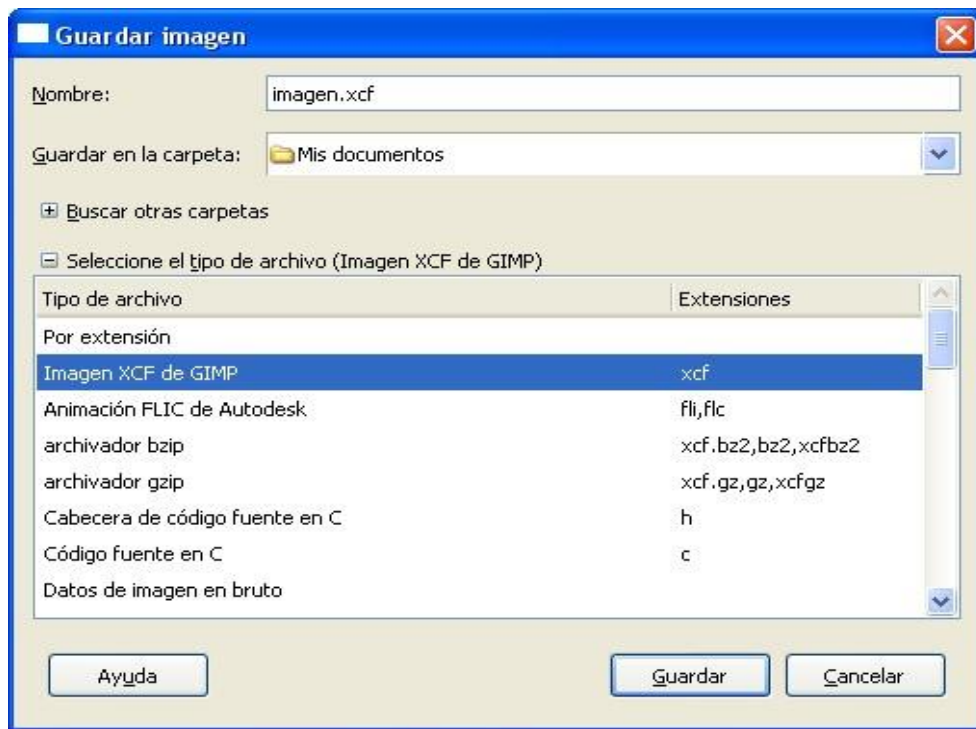 Guardar imagen
Nombre: imagen.xcf
Guardar en la carpeta: Mis documentos
Buscar otras carpetas
Seleccione el tipo de archivo (Imagen XCF de GIMP)
Tipo de archivo Extensiones
Por extensión
Imagen XCF de GIMP xcf
Animación FLIC de Autodesk fli,flc
archivador bzip xcf.bz2,bz2,xcfbz2
archivador gzip xcf.gz,gz,xcfgz
Cabecera de código fuente en C h
Código fuente en C c
Datos de imagen en bruto
Ayuda Guardar Cancelar